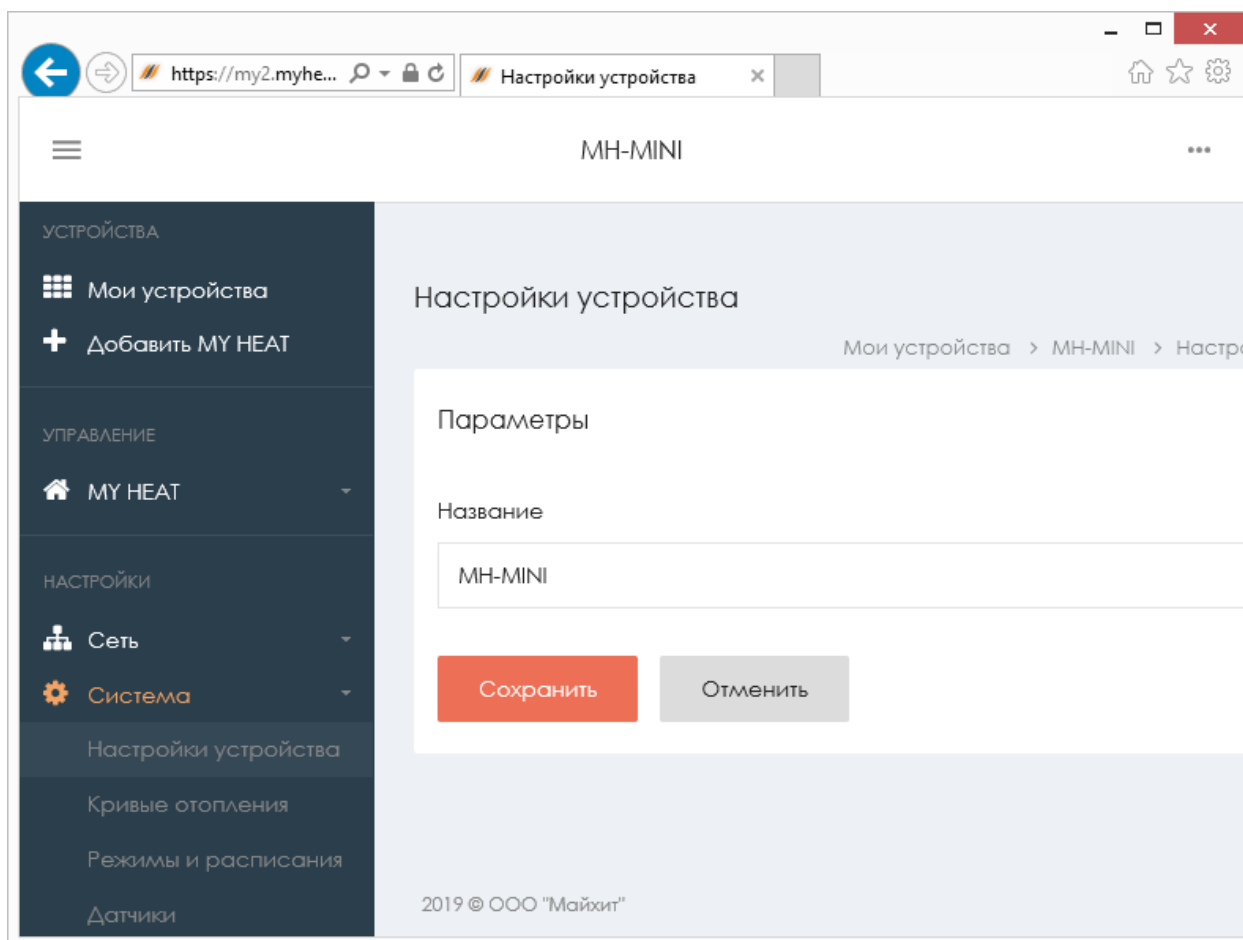 https://my2.myhe...
Настройки устройства
MH-MINI
УСТРОЙСТВА
Мои устройства
Добавить MY HEAT
УПРАВЛЕНИЕ
MY HEAT
НАСТРОЙКИ
Сеть
Система
Настройки устройства
Кривые отопления
Режимы и расписания
Датчики
Настройки устройства
Мои устройства > MH-MINI > Настро
Параметры
Название
MH-MINI
Сохранить
Отменить
2019 © ООО "Майхит"